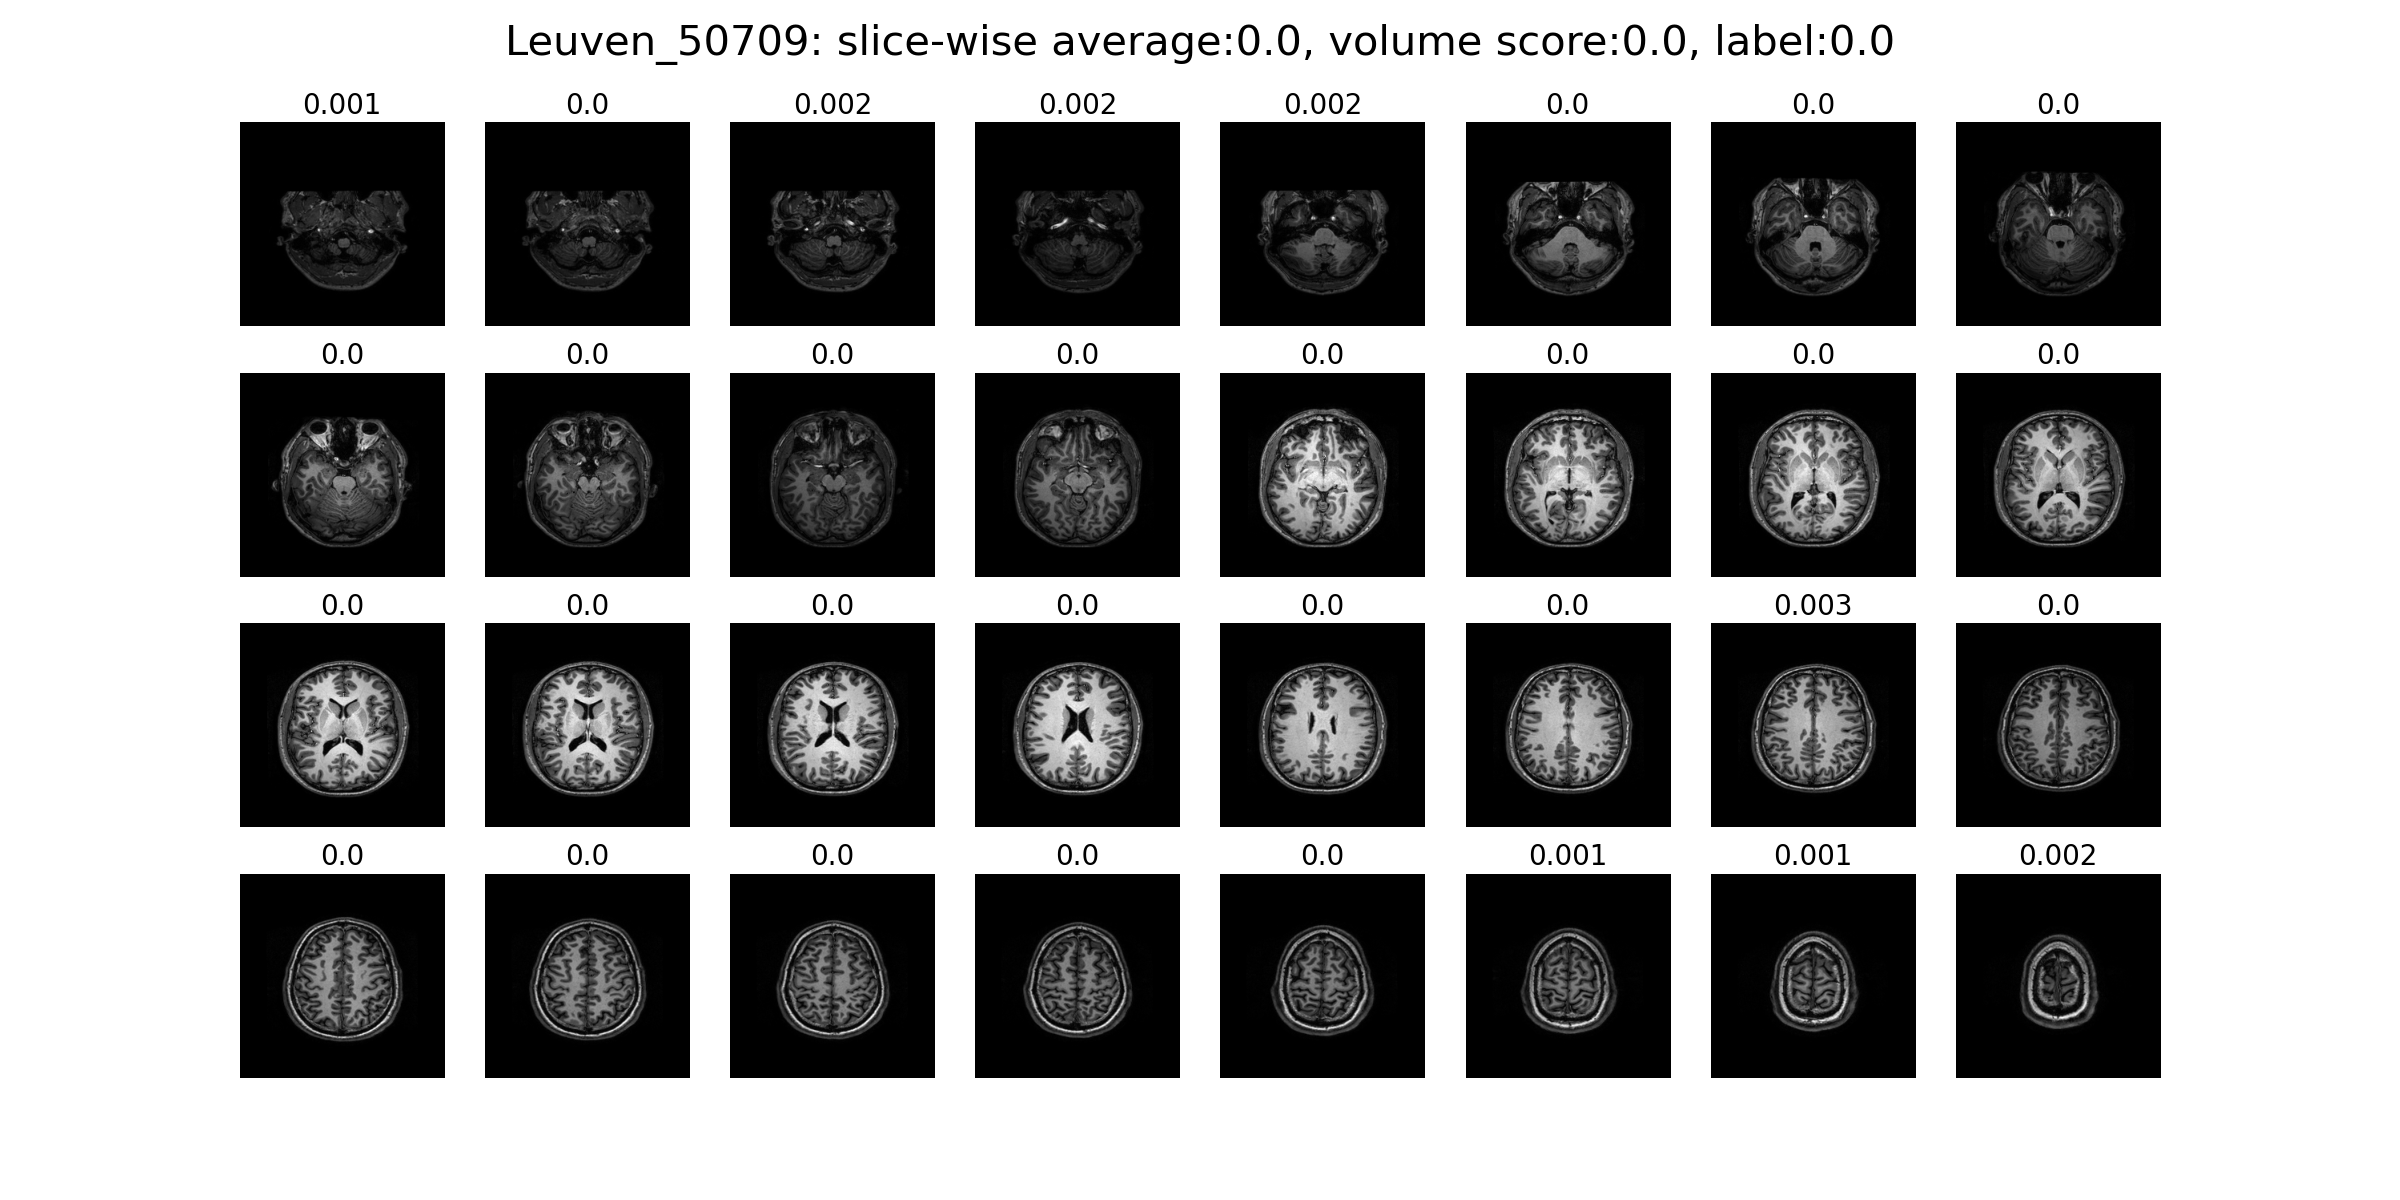 Leuven_50709: slice-wise average:0.0, volume score:0.0, label:0.0
0.001 0.0 0.002 0.002 0.002 0.0 0.0 0.0
0.0 0.0 0.0 0.0 0.0 0.0 0.0 0.0
0.0 0.0 0.0 0.0 0.0 0.0 0.003 0.0
0.0 0.0 0.0 0.0 0.0 0.001 0.001 0.002